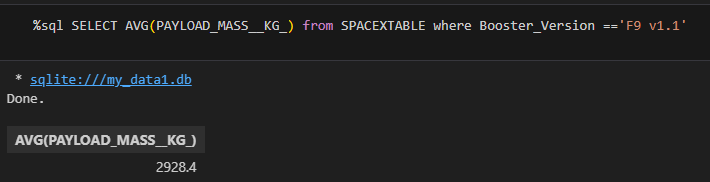 %sql SELECT AVG(PAYLOAD_MASS__KG_) from SPACEXTABLE where Booster_Version =='F9 v1.1'
* sqlite:///my_data1.db
Done.
AVG(PAYLOAD_MASS__KG_)
2928.4